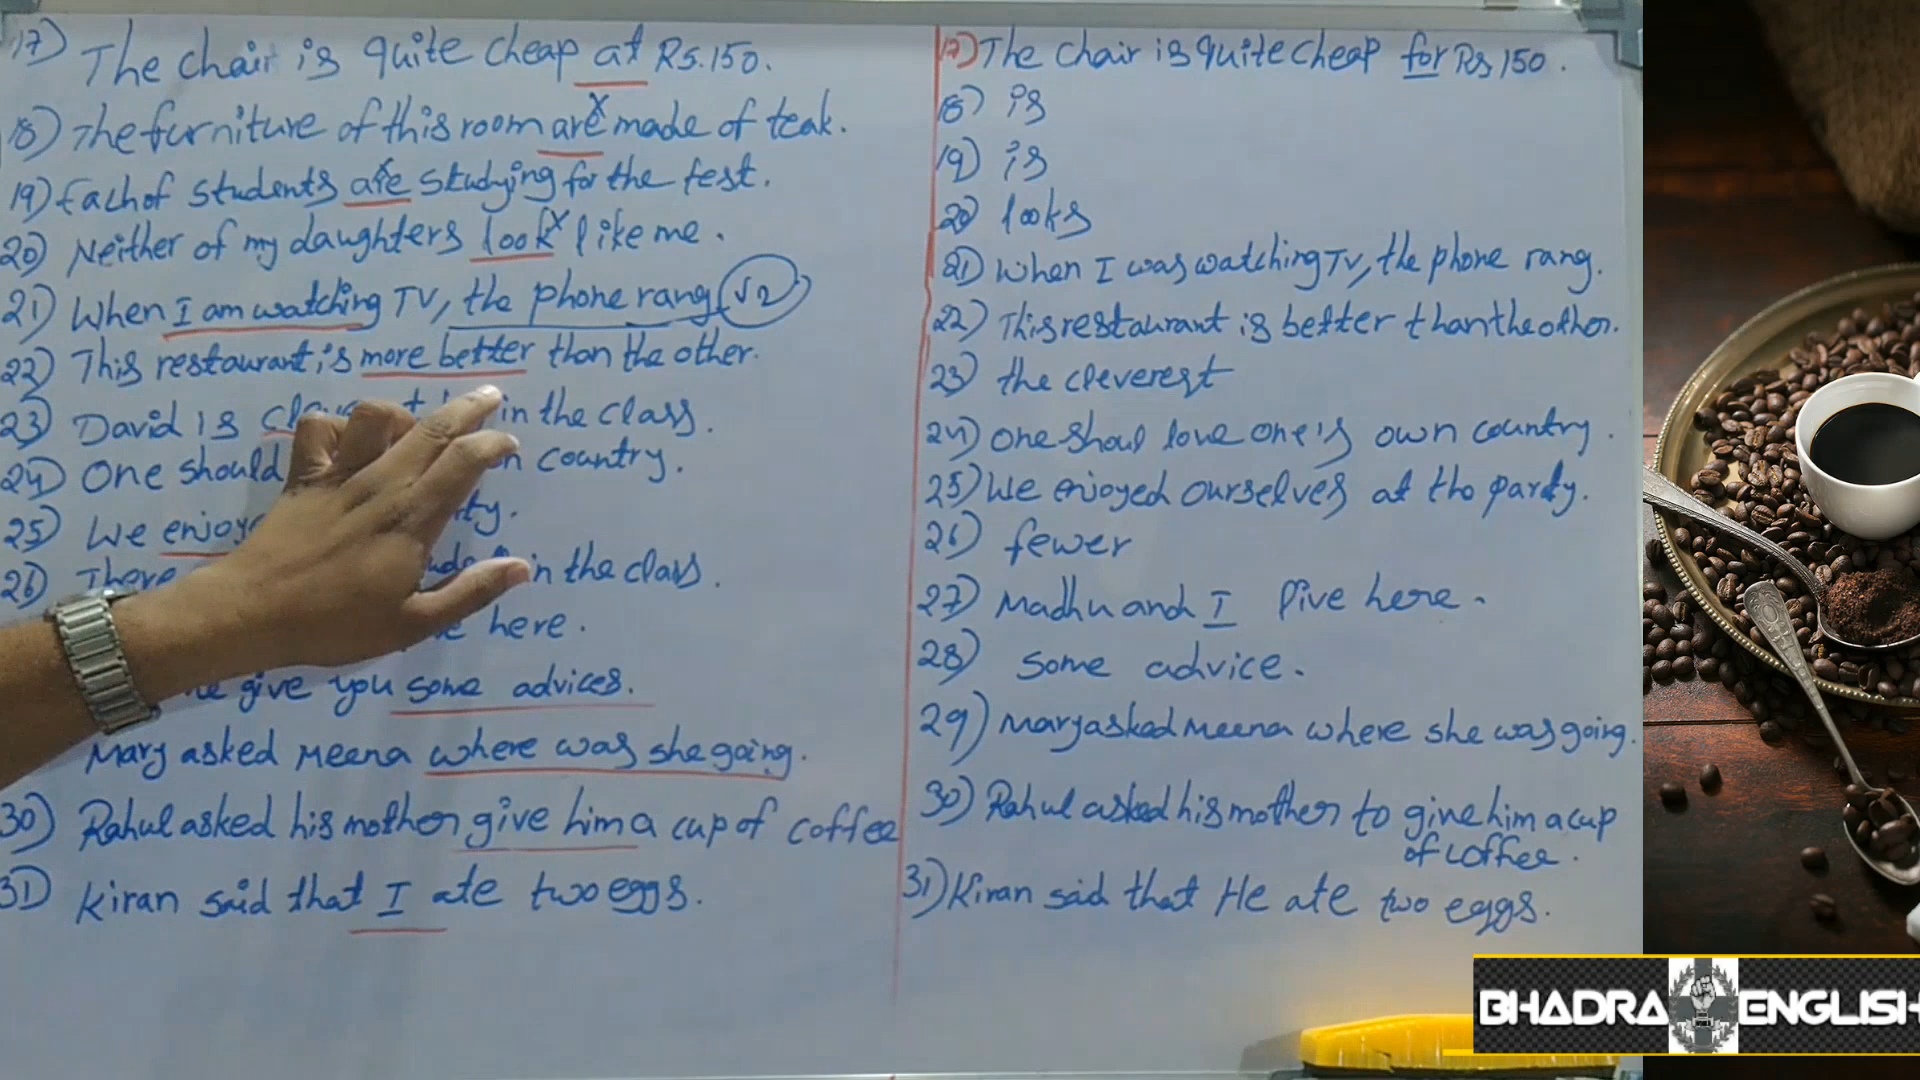 17) The chair is quite cheap at Rs.150.
18) The furniture of this room are x made of teak.
19) Each of students are x studying for the test.
20) Neither of my daughters look x like me.
21) When I am watching TV, the phone rang (√2)
22) This restaurant is more better than the other.
23) David is in the class.
24) One should country.
25) We
26) There in the class.
here.
give you some advices.
Mary asked Meena where was she going.
30) Rahul asked his mother give him a cup of coffee
31) Kiran said that I ate two eggs.
17) The chair is quite cheap for Rs 150.
18) is
19) is
20) looks
21) When I was watching TV, the phone rang.
22) This restaurant is better than the other.
23) the cleverest
24) One shoul love one's own country.
25) We enjoyed ourselves at the party.
26) fewer
27) Madhu and I live here.
28) some advice.
29) Mary asked Meena where she was going.
30) Rahul asked his mother to give him a cup
of coffee.
31) Kiran said that He ate two eggs.
BHADRA ENGLISH